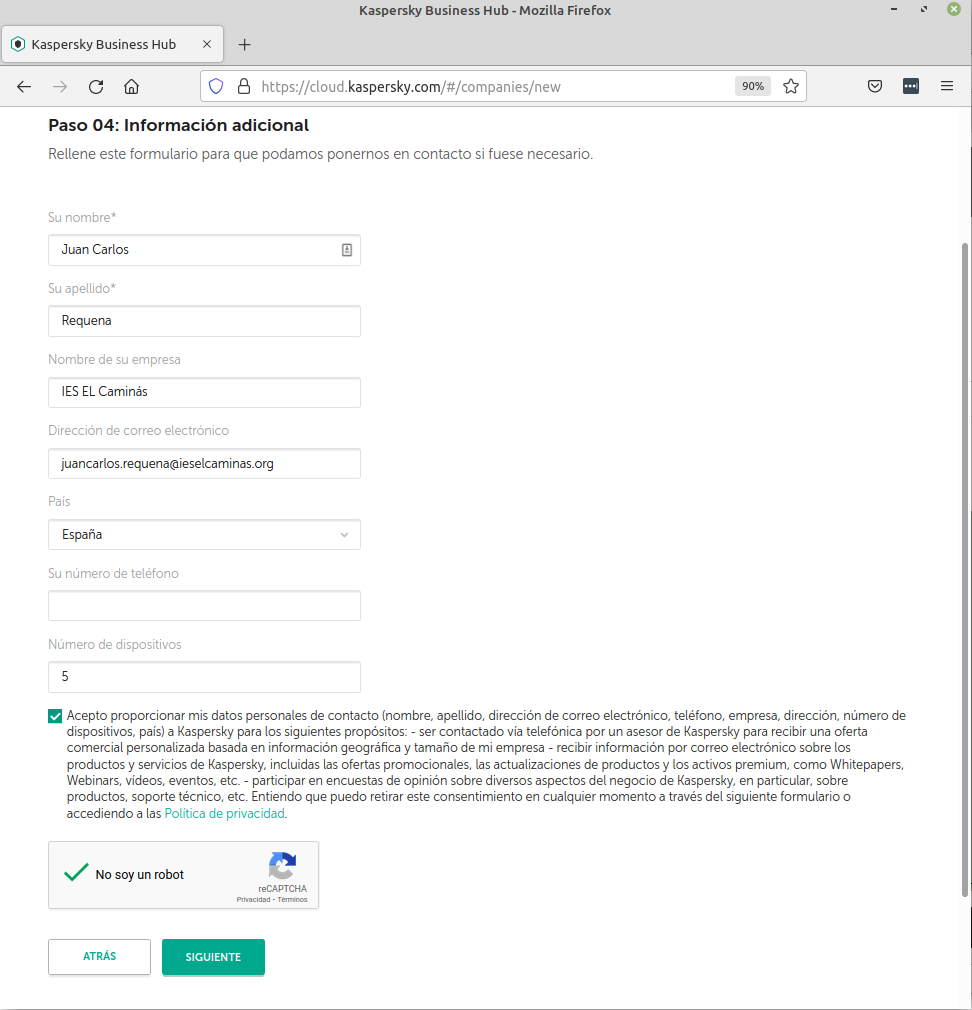 Kaspersky Business Hub - Mozilla Firefox
Kaspersky Business Hub
https://cloud.kaspersky.com/#/companies/new
90%
Paso 04: Información adicional
Rellene este formulario para que podamos ponernos en contacto si fuese necesario.
Su nombre*
Juan Carlos
Su apellido*
Requena
Nombre de su empresa
IES EL Caminás
Dirección de correo electrónico
juancarlos.requena@ieselcaminas.org
País
España
Su número de teléfono
Número de dispositivos
5
Acepto proporcionar mis datos personales de contacto (nombre, apellido, dirección de correo electrónico, teléfono, empresa, dirección, número de
dispositivos, país) a Kaspersky para los siguientes propósitos: - ser contactado vía telefónica por un asesor de Kaspersky para recibir una oferta
comercial personalizada basada en información geográfica y tamaño de mi empresa - recibir información por correo electrónico sobre los
productos y servicios de Kaspersky, incluidas las ofertas promocionales, las actualizaciones de productos y los activos premium, como Whitepapers,
Webinars, vídeos, eventos, etc. - participar en encuestas de opinión sobre diversos aspectos del negocio de Kaspersky, en particular, sobre
productos, soporte técnico, etc. Entiendo que puedo retirar este consentimiento en cualquier momento a través del siguiente formulario o
accediendo a las Política de privacidad.
No soy un robot
reCAPTCHA
Privacidad - Términos
ATRÁS
SIGUIENTE